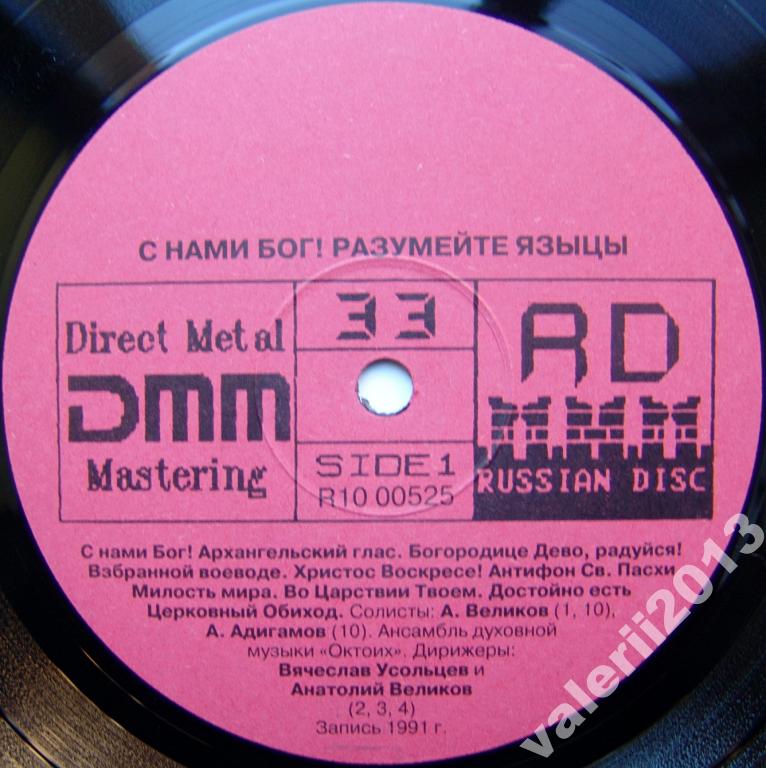 С НАМИ БОГ! РАЗУМЕЙТЕ ЯЗЫЦЫ
Direct Metal
DMM
Mastering
33
SIDE 1
R10 00525
RD
RUSSIAN DISC
С нами Бог! Архангельский глас. Богородице Дево, радуйся!
Взбранной воеводе. Христос Воскресе! Антифон Св. Пасхи
Милость мира. Во Царствии Твоем. Достойно есть
Церковный Обиход. Солисты: А. Великов (1, 10),
А. Адигамов (10). Ансамбль духовной
музыки «Октоих». Дирижеры:
Вячеслав Усольцев и
Анатолий Великов
(2, 3, 4)
Запись 1991 г.
valerii2013